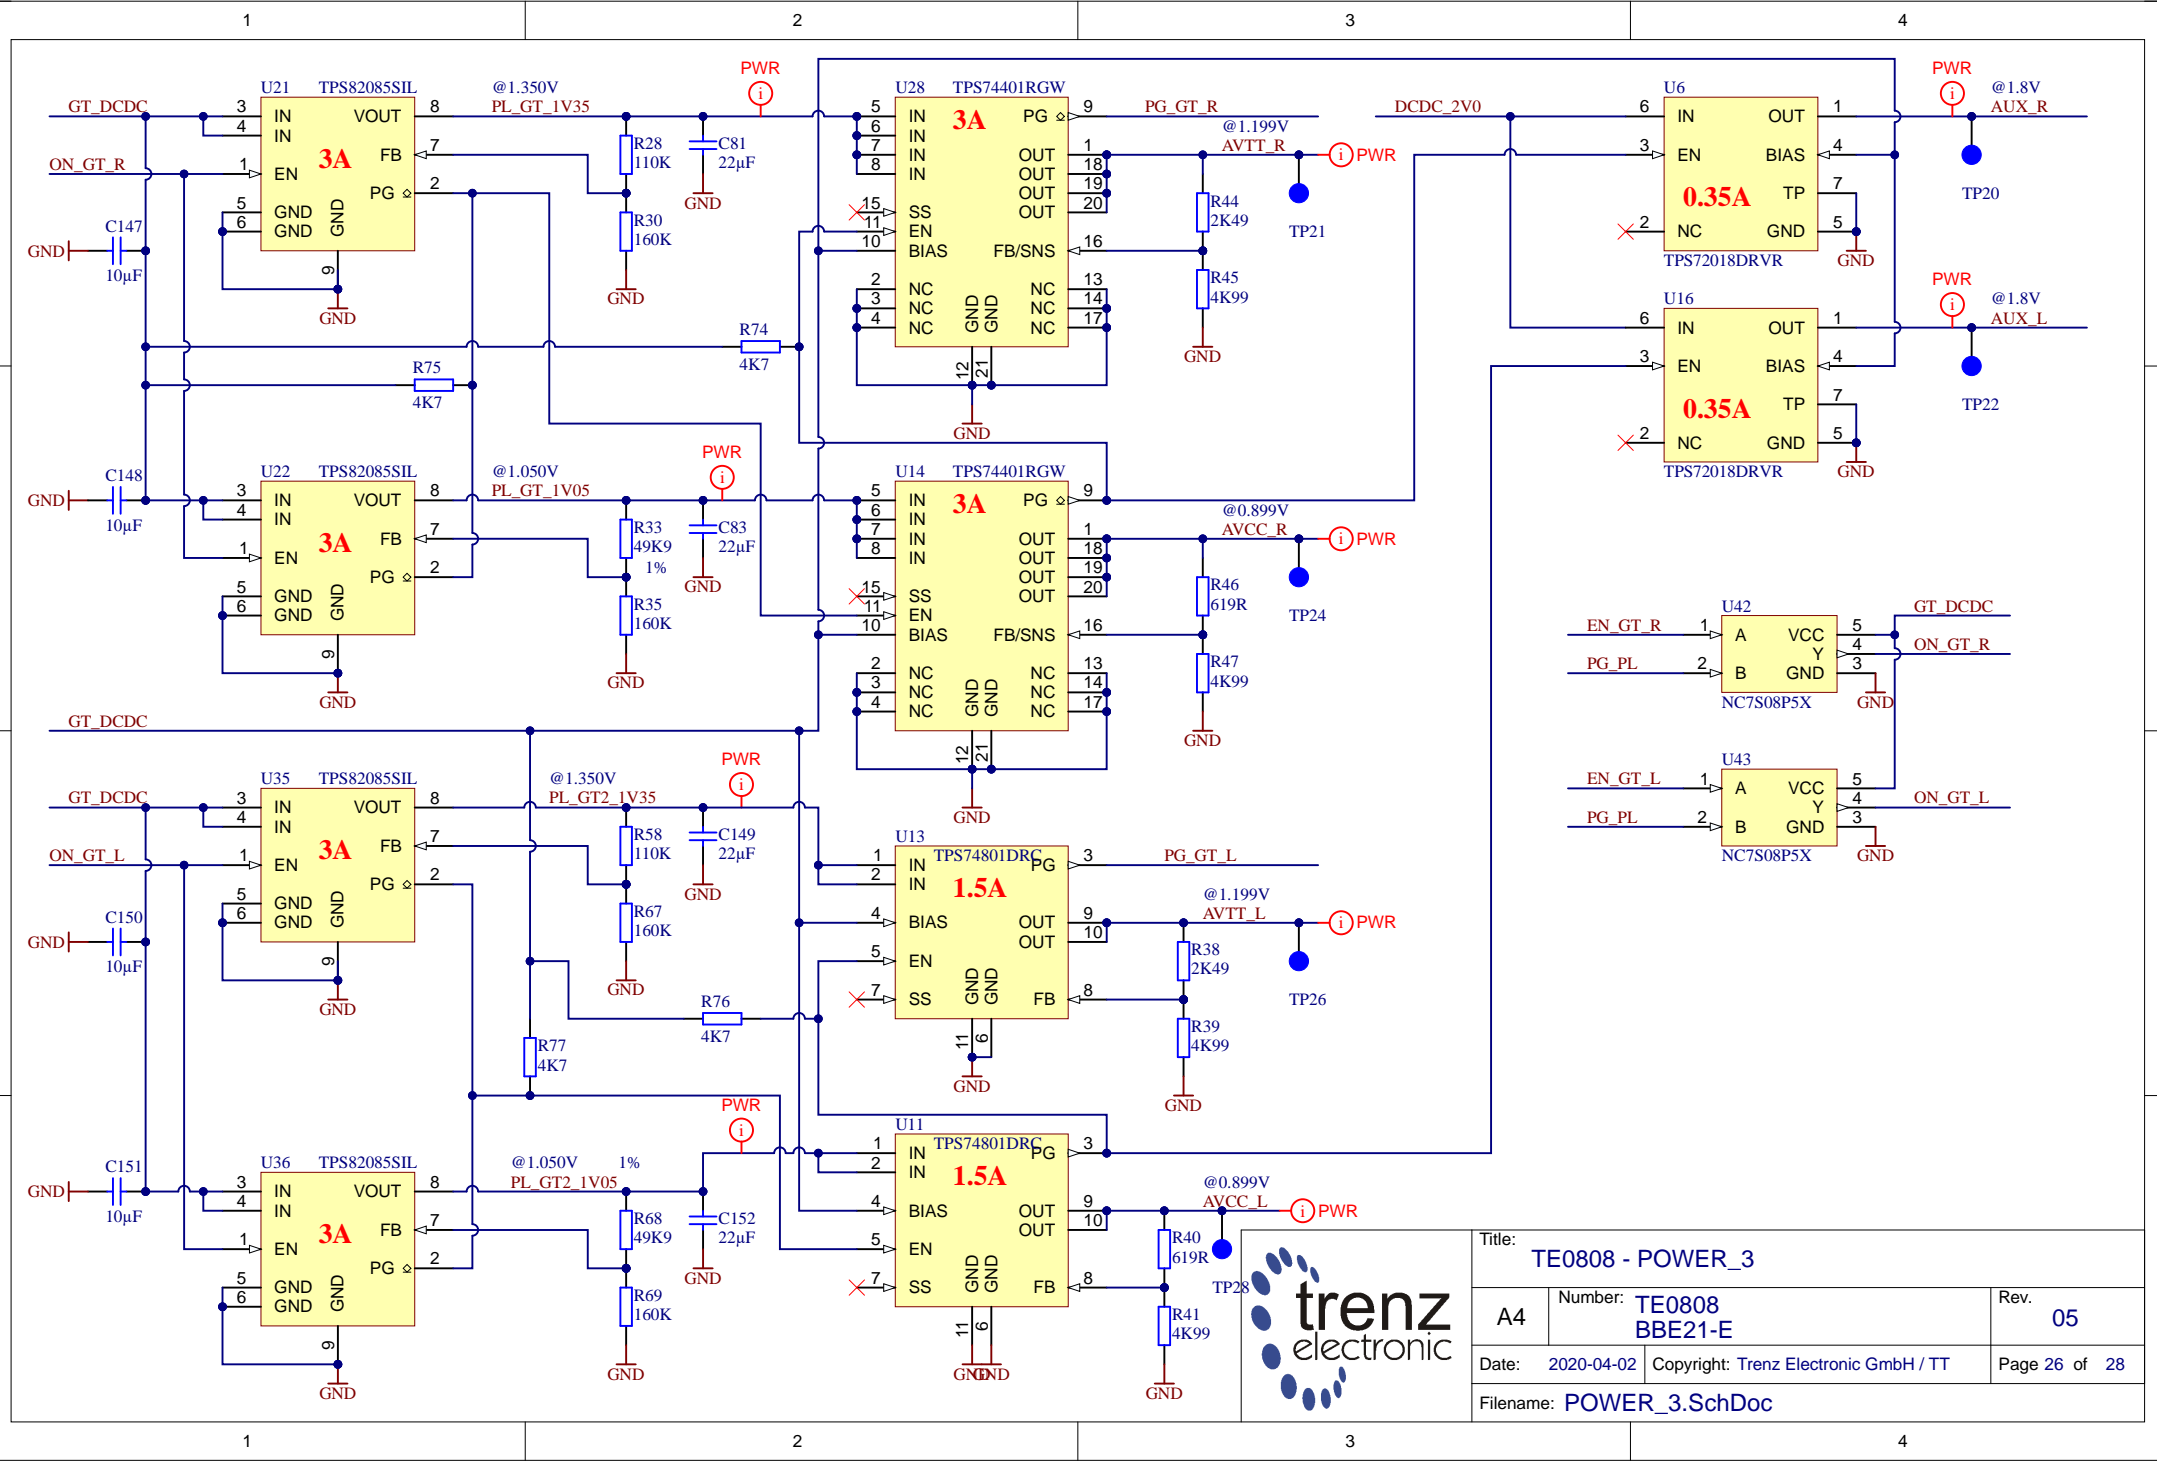 1 2 3 4
U21 TPS82085SIL
GT_DCDC
ON_GT_R
3 IN
4 IN
1 EN
5 GND
6 GND
GND
9
VOUT 8
FB 7
PG 2
3A
GND
C147
10µF
GND
@1.350V
PL_GT_1V35
R28
110K
R30
160K
GND
C81
22µF
GND
PWR
i
R74
4K7
R75
4K7
U28 TPS74401RGW
3A
5 IN
6 IN
7 IN
8 IN
15 SS
11 EN
10 BIAS
2 NC
3 NC
4 NC
GND
GND
12
21
GND
PG 9
OUT 1
OUT 18
OUT 19
OUT 20
FB/SNS 16
NC 13
NC 14
NC 17
PG_GT_R
@1.199V
AVTT_R
i PWR
R44
2K49
R45
4K99
GND
TP21
DCDC_2V0
U6
6 IN
3 EN
2 NC
0.35A
OUT 1
BIAS 4
TP 7
GND 5
TPS72018DRVR
GND
PWR
i
@1.8V
AUX_R
TP20
U16
6 IN
3 EN
2 NC
0.35A
OUT 1
BIAS 4
TP 7
GND 5
TPS72018DRVR
GND
PWR
i
@1.8V
AUX_L
TP22
C148
10µF
GND
U22 TPS82085SIL
3 IN
4 IN
1 EN
5 GND
6 GND
GND
9
VOUT 8
FB 7
PG 2
3A
GND
@1.050V
PL_GT_1V05
R33
49K9
1%
R35
160K
GND
C83
22µF
GND
PWR
i
U14 TPS74401RGW
3A
5 IN
6 IN
7 IN
8 IN
15 SS
11 EN
10 BIAS
2 NC
3 NC
4 NC
GND
GND
12
21
GND
PG 9
OUT 1
OUT 18
OUT 19
OUT 20
FB/SNS 16
NC 13
NC 14
NC 17
@0.899V
AVCC_R
i PWR
R46
619R
R47
4K99
GND
TP24
U42
EN_GT_R 1 A
PG_PL 2 B
VCC 5
Y 4
GND 3
NC7S08P5X
GT_DCDC
ON_GT_R
GND
U43
EN_GT_L 1 A
PG_PL 2 B
VCC 5
Y 4
GND 3
NC7S08P5X
ON_GT_L
GND
GT_DCDC
U35 TPS82085SIL
GT_DCDC
ON_GT_L
3 IN
4 IN
1 EN
5 GND
6 GND
GND
9
VOUT 8
FB 7
PG 2
3A
GND
C150
10µF
GND
@1.350V
PL_GT2_1V35
R58
110K
R67
160K
GND
C149
22µF
GND
PWR
i
R76
4K7
R77
4K7
U13
TPS74801DRC
1.5A
1 IN
2 IN
4 BIAS
5 EN
7 SS
GND
GND
11
6
GND
PG 3
OUT 9
OUT 10
FB 8
PG_GT_L
@1.199V
AVTT_L
i PWR
R38
2K49
R39
4K99
GND
TP26
C151
10µF
GND
U36 TPS82085SIL
3 IN
4 IN
1 EN
5 GND
6 GND
GND
9
VOUT 8
FB 7
PG 2
3A
GND
@1.050V 1%
PL_GT2_1V05
R68
49K9
R69
160K
GND
C152
22µF
GND
PWR
i
U11
TPS74801DRC
1.5A
1 IN
2 IN
4 BIAS
5 EN
7 SS
GND
GND
11
6
GND
GND
PG 3
OUT 9
OUT 10
FB 8
@0.899V
AVCC_L
i PWR
R40
619R
R41
4K99
GND
TP28
trenz
electronic
Title:
TE0808 - POWER_3
A4
Number: TE0808
BBE21-E
Rev.
05
Date: 2020-04-02 Copyright: Trenz Electronic GmbH / TT Page 26 of 28
Filename: POWER_3.SchDoc
1 2 3 4